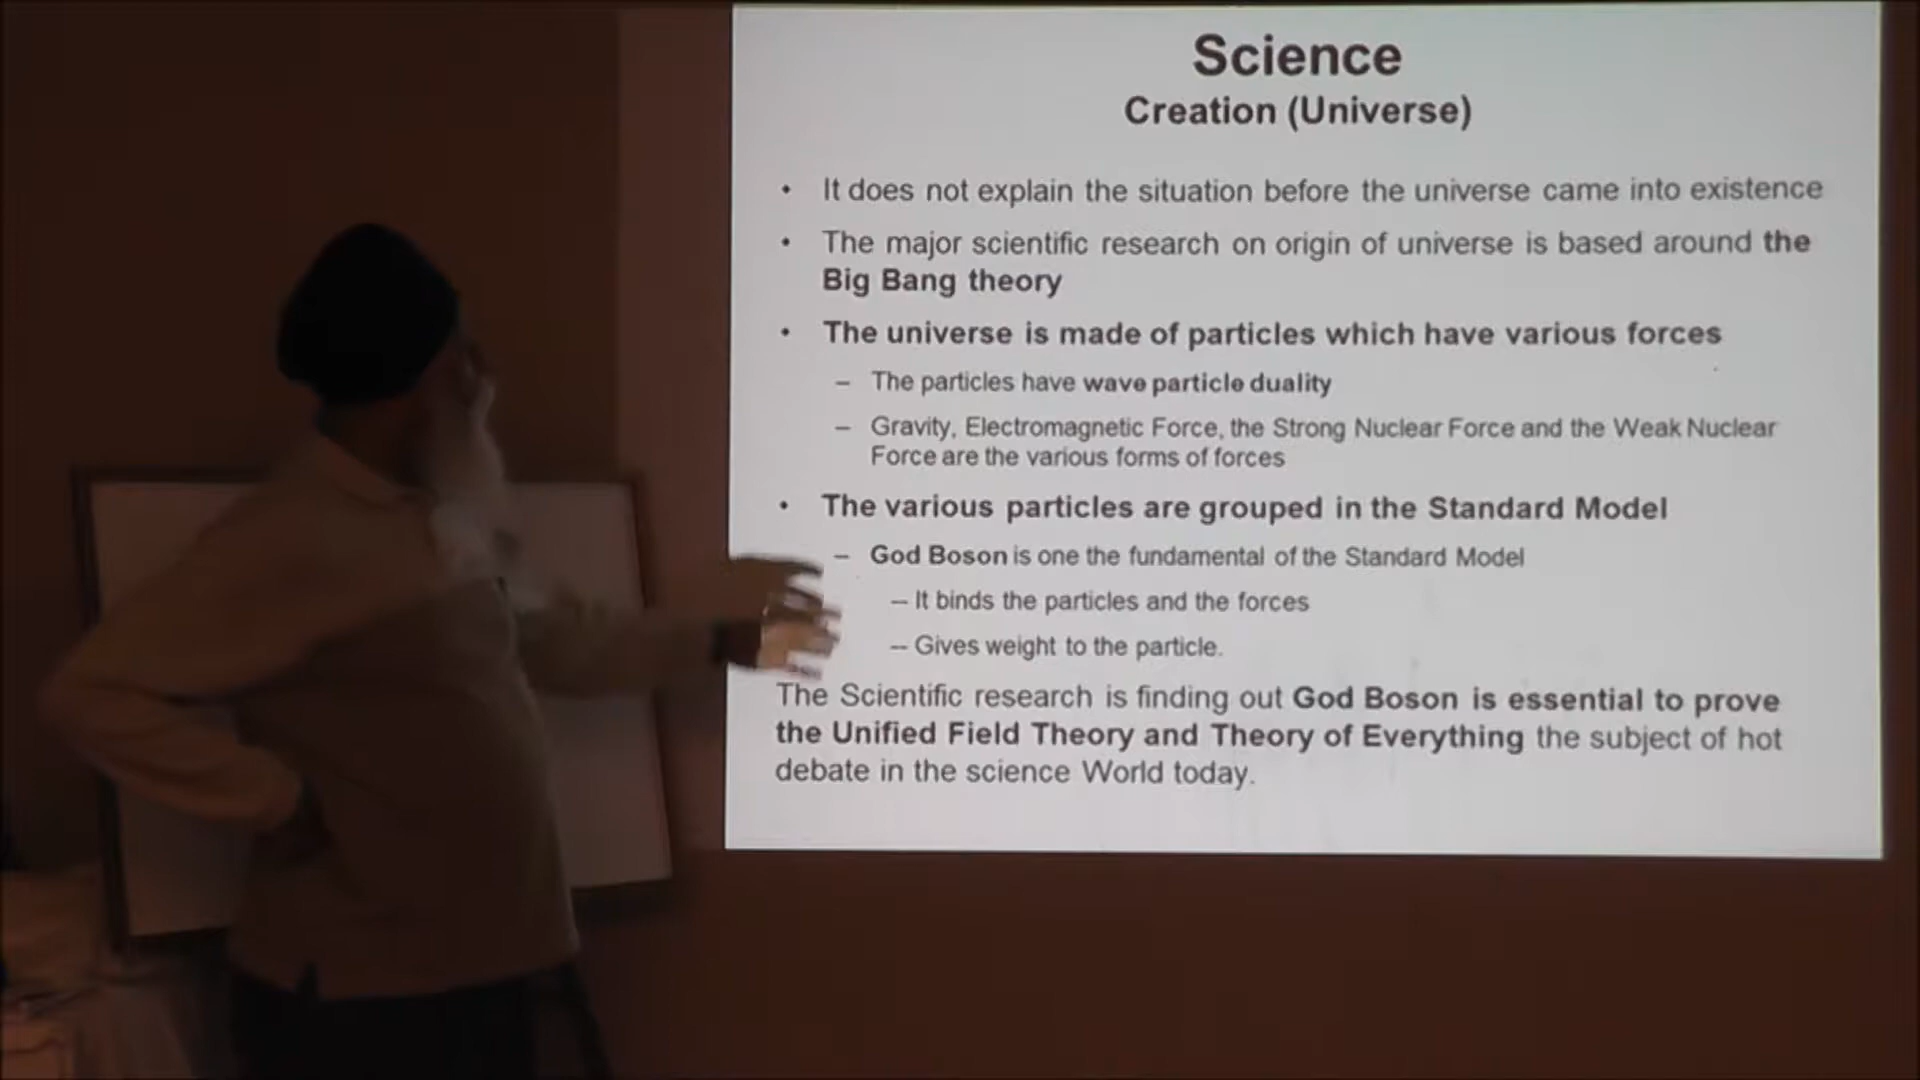 Science
Creation (Universe)
• It does not explain the situation before the universe came into existence
• The major scientific research on origin of universe is based around the
Big Bang theory
• The universe is made of particles which have various forces
– The particles have wave particle duality
– Gravity, Electromagnetic Force, the Strong Nuclear Force and the Weak Nuclear
Force are the various forms of forces
• The various particles are grouped in the Standard Model
– God Boson is one the fundamental of the Standard Model
– It binds the particles and the forces
– Gives weight to the particle.
The Scientific research is finding out God Boson is essential to prove
the Unified Field Theory and Theory of Everything the subject of hot
debate in the science World today.